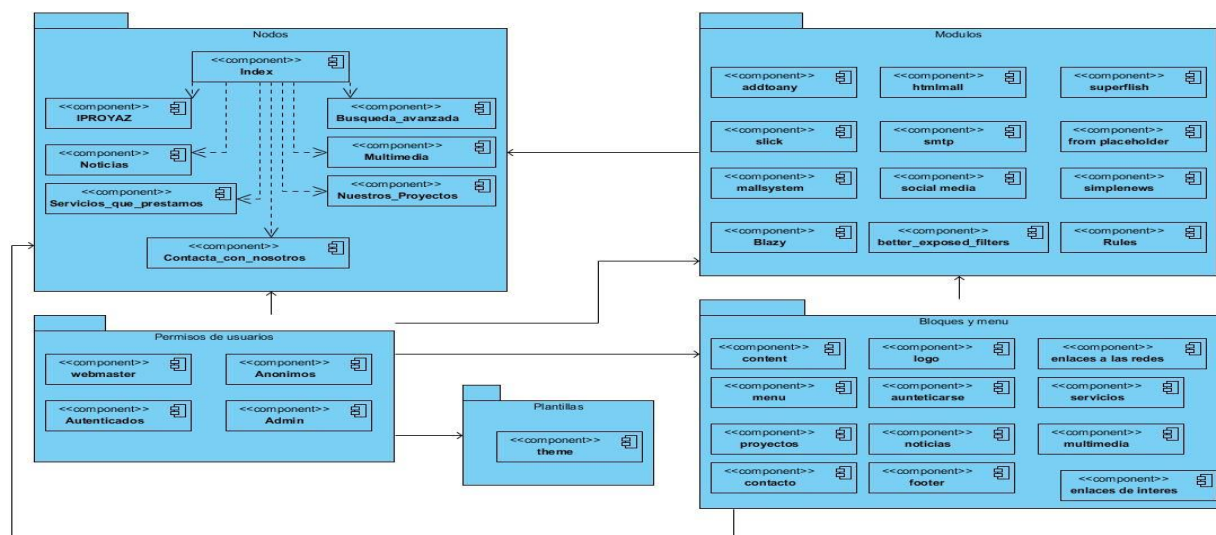 Nodos
<<component>>
Index
<<component>>
IPROYAZ
<<component>>
Busqueda_avanzada
<<component>>
Noticias
<<component>>
Multimedia
<<component>>
Servicios_que_prestamos
<<component>>
Nuestros_Proyectos
<<component>>
Contacta_con_nosotros
Modulos
<<component>>
addtoany
<<component>>
htmlmall
<<component>>
superflish
<<component>>
slick
<<component>>
smtp
<<component>>
from placeholder
<<component>>
mallsystem
<<component>>
social media
<<component>>
simplenews
<<component>>
Blazy
<<component>>
better_exposed_filters
<<component>>
Rules
Permisos de usuarios
<<component>>
webmaster
<<component>>
Anonimos
<<component>>
Autenticados
<<component>>
Admin
Plantillas
<<component>>
theme
Bloques y menu
<<component>>
content
<<component>>
logo
<<component>>
enlaces a las redes
<<component>>
menu
<<component>>
aunteticarse
<<component>>
servicios
<<component>>
proyectos
<<component>>
noticias
<<component>>
multimedia
<<component>>
contacto
<<component>>
footer
<<component>>
enlaces de interes